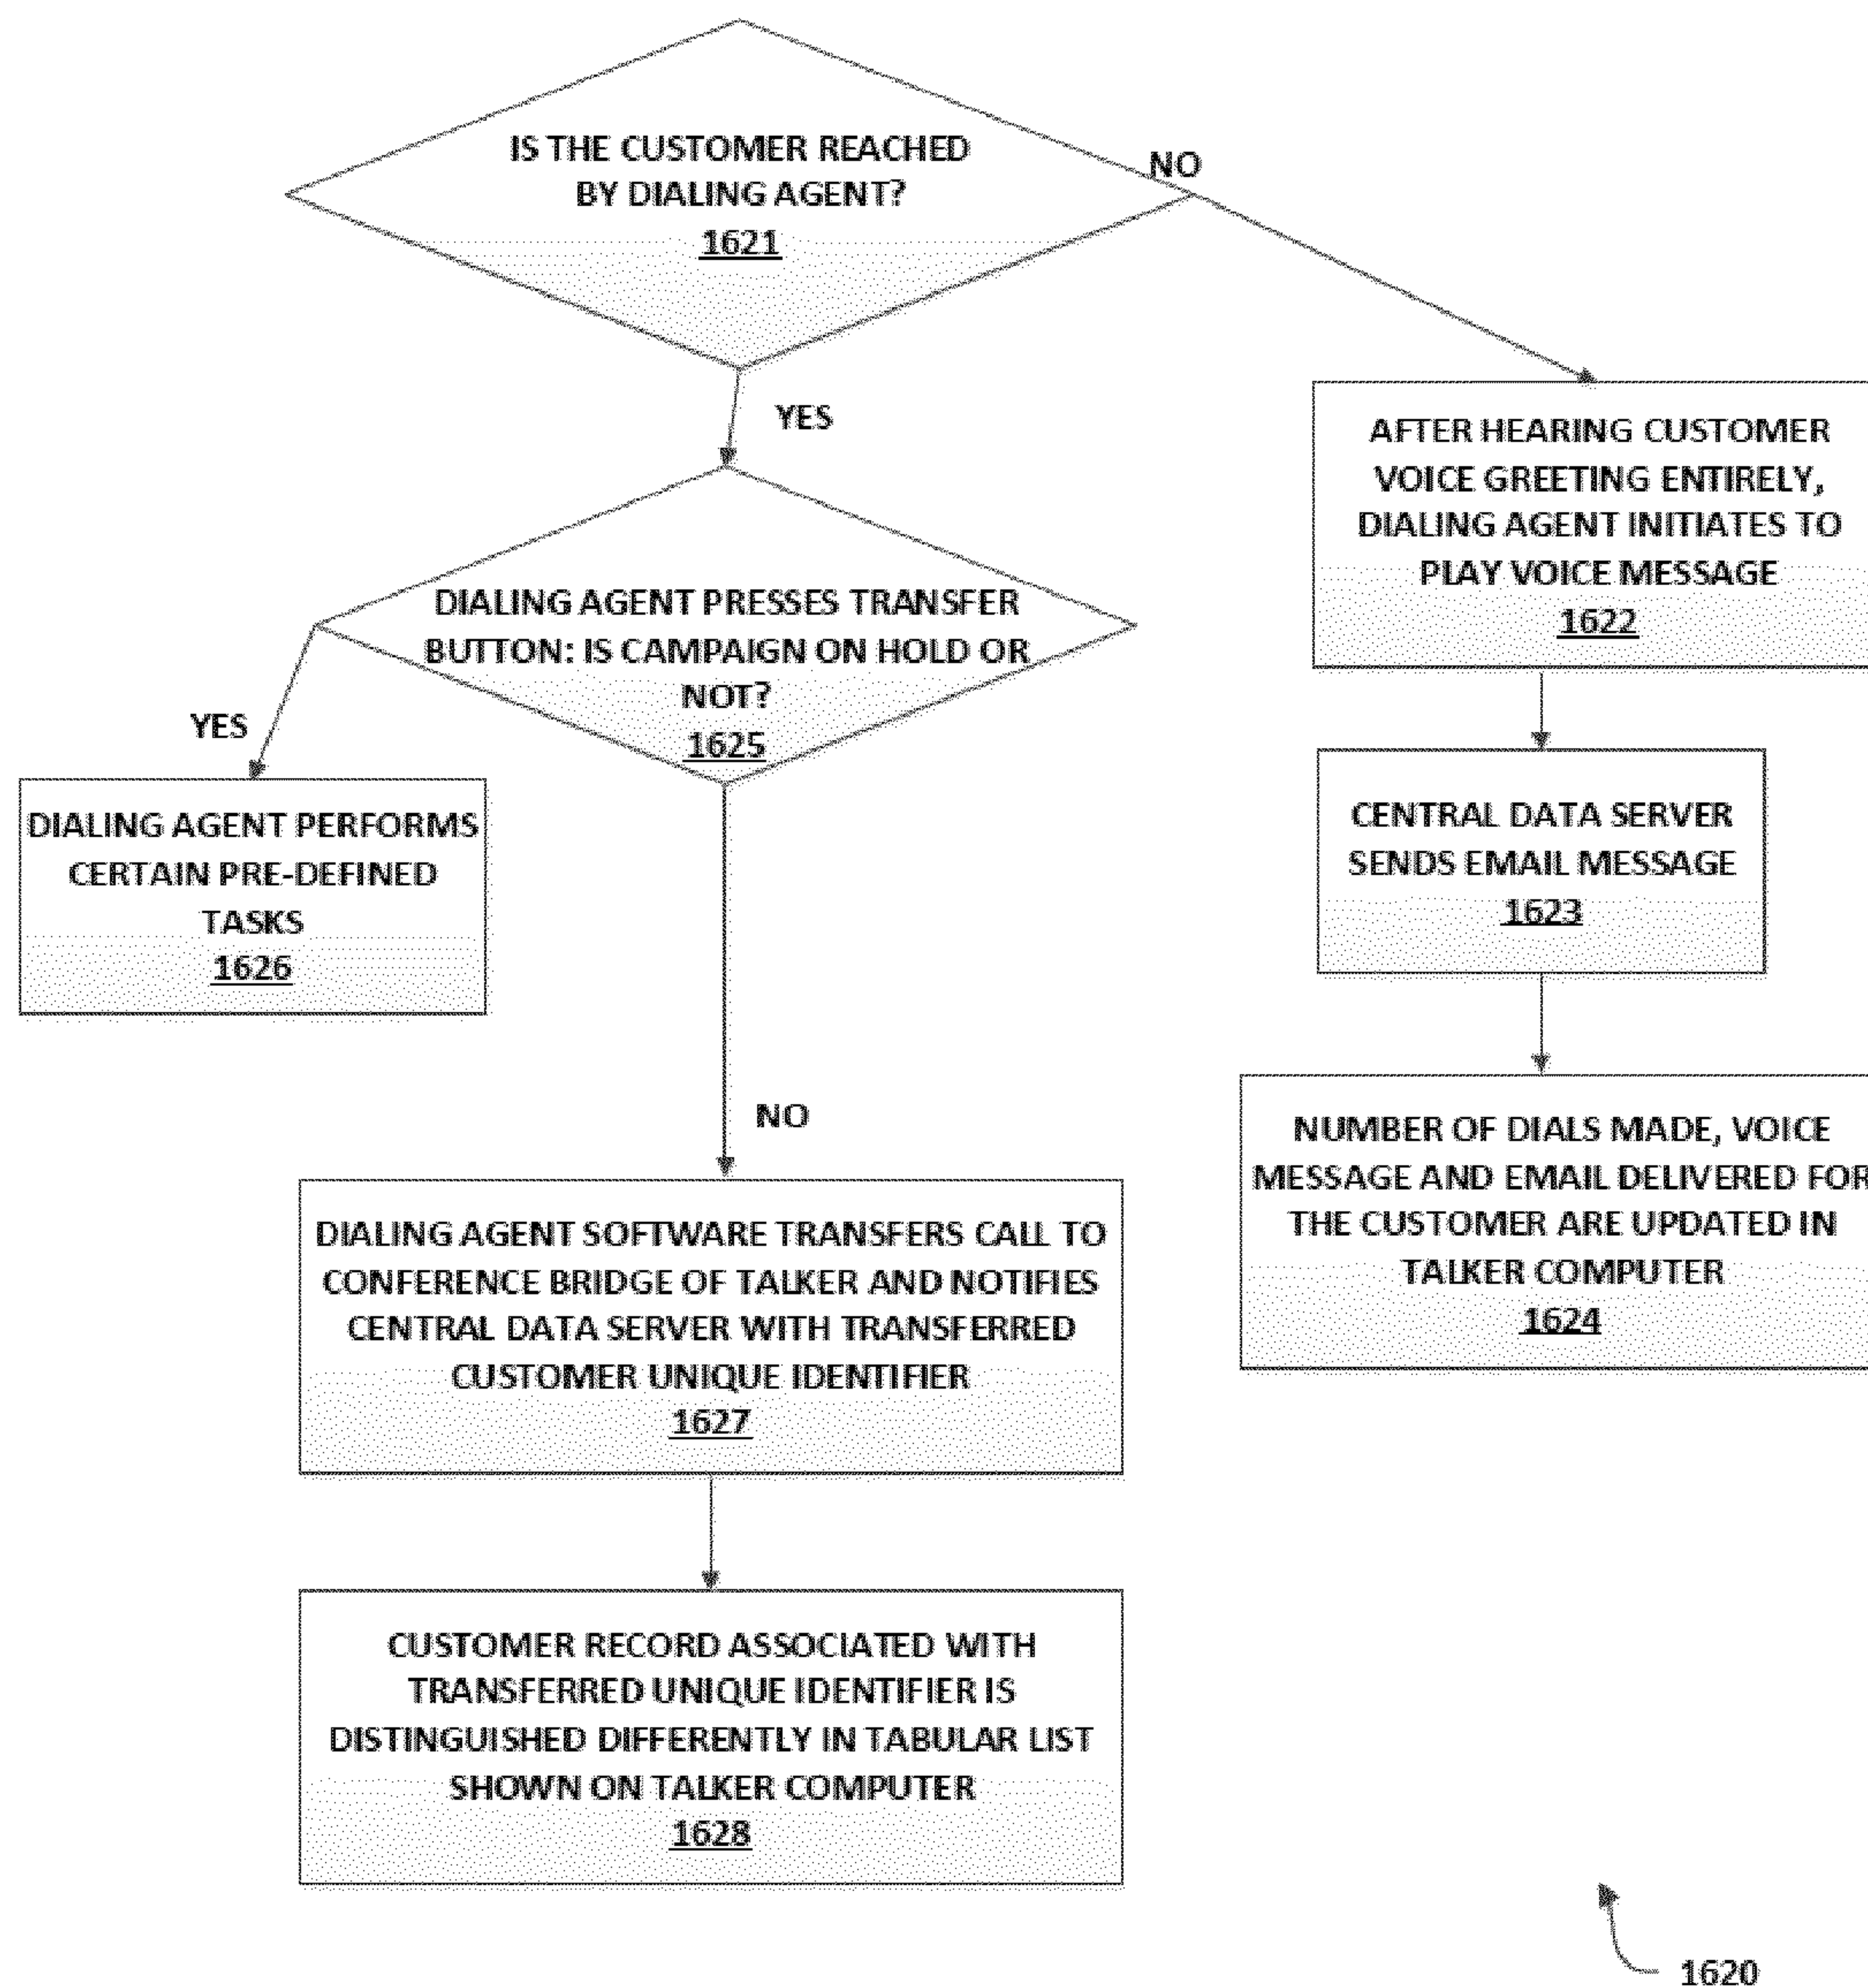 IS THE CUSTOMER REACHED
BY DIALING AGENT?
1621
NO
YES
AFTER HEARING CUSTOMER
VOICE GREETING ENTIRELY,
DIALING AGENT INITIATES TO
PLAY VOICE MESSAGE
1622
DIALING AGENT PRESSES TRANSFER
BUTTON: IS CAMPAIGN ON HOLD OR
NOT?
1625
YES
DIALING AGENT PERFORMS
CERTAIN PRE-DEFINED
TASKS
1626
CENTRAL DATA SERVER
SENDS EMAIL MESSAGE
1623
NO
NUMBER OF DIALS MADE, VOICE
MESSAGE AND EMAIL DELIVERED FOR
THE CUSTOMER ARE UPDATED IN
TALKER COMPUTER
1624
DIALING AGENT SOFTWARE TRANSFERS CALL TO
CONFERENCE BRIDGE OF TALKER AND NOTIFIES
CENTRAL DATA SERVER WITH TRANSFERRED
CUSTOMER UNIQUE IDENTIFIER
1627
CUSTOMER RECORD ASSOCIATED WITH
TRANSFERRED UNIQUE IDENTIFIER IS
DISTINGUISHED DIFFERENTLY IN TABULAR LIST
SHOWN ON TALKER COMPUTER
1628
1620